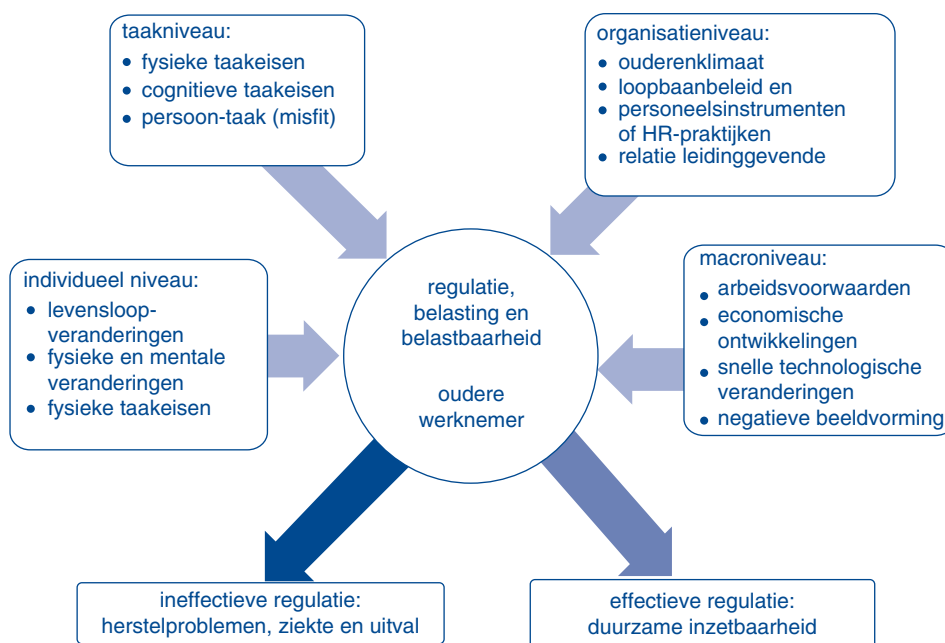 taakniveau:
• fysieke taakeisen
• cognitieve taakeisen
• persoon-taak (misfit)
organisatieniveau:
• ouderenklimaat
• loopbaanbeleid en
• personeelsinstrumenten
of HR-praktijken
• relatie leidinggevende
individueel niveau:
• levensloop-
veranderingen
• fysieke en mentale
veranderingen
• fysieke taakeisen
regulatie,
belasting en
belastbaarheid
oudere
werknemer
macroniveau:
• arbeidsvoorwaarden
• economische
ontwikkelingen
• snelle technologische
veranderingen
• negatieve beeldvorming
ineffectieve regulatie:
herstelproblemen, ziekte en uitval
effectieve regulatie:
duurzame inzetbaarheid